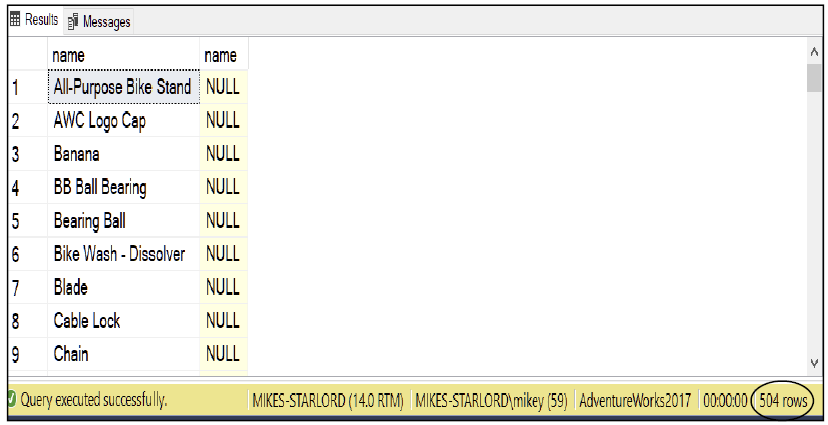 Results Messages
name name
1 All-Purpose Bike Stand NULL
2 AWC Logo Cap NULL
3 Banana NULL
4 BB Ball Bearing NULL
5 Bearing Ball NULL
6 Bike Wash - Dissolver NULL
7 Blade NULL
8 Cable Lock NULL
9 Chain NULL
Query executed successfully. MIKES-STARLORD (14.0 RTM) MIKES-STARLORD\mikey (59) AdventureWorks2017 00:00:00 504 rows